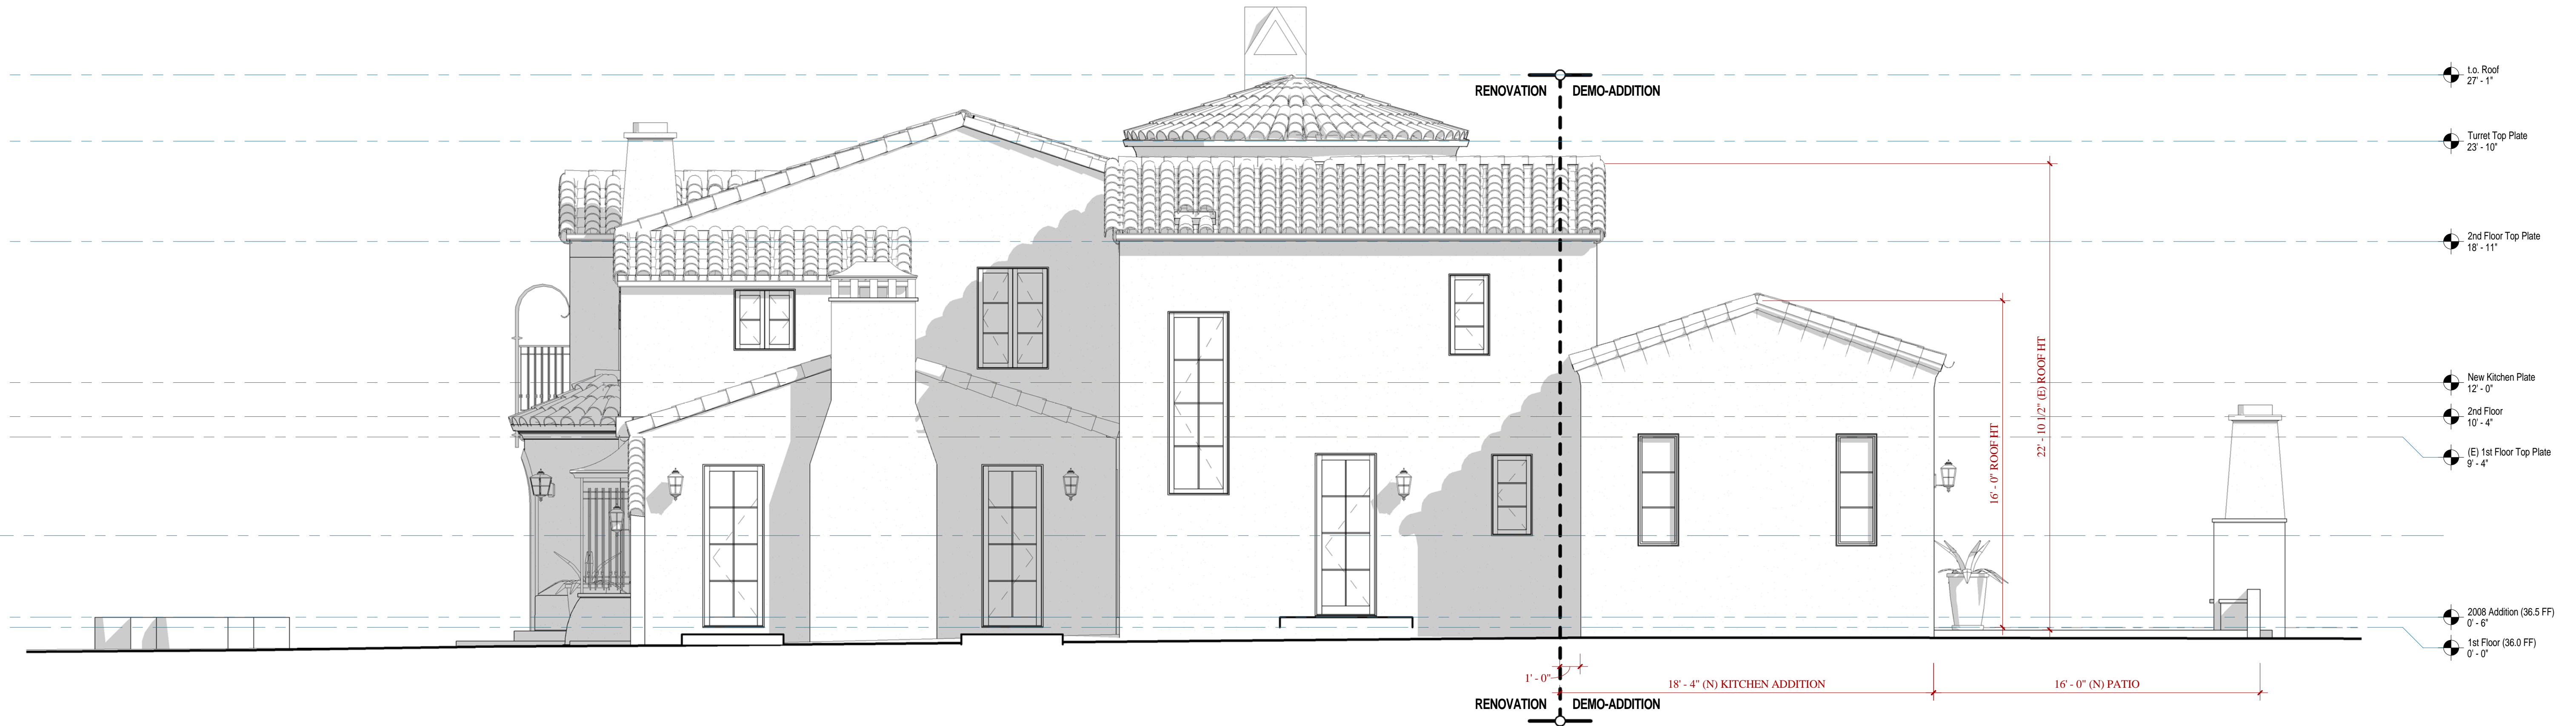 t.o. Roof
27' - 1"
RENOVATION
DEMO-ADDITION
Turret Top Plate
23' - 10"
2nd Floor Top Plate
18' - 11"
22' - 10 1/2" (E) ROOF HT
16' - 0" ROOF HT
New Kitchen Plate
12' - 0"
2nd Floor
10' - 4"
(E) 1st Floor Top Plate
9' - 4"
2008 Addition (36.5 FF)
0' - 6"
1st Floor (36.0 FF)
0' - 0"
1' - 0"
18' - 4" (N) KITCHEN ADDITION
16' - 0" (N) PATIO
RENOVATION
DEMO-ADDITION